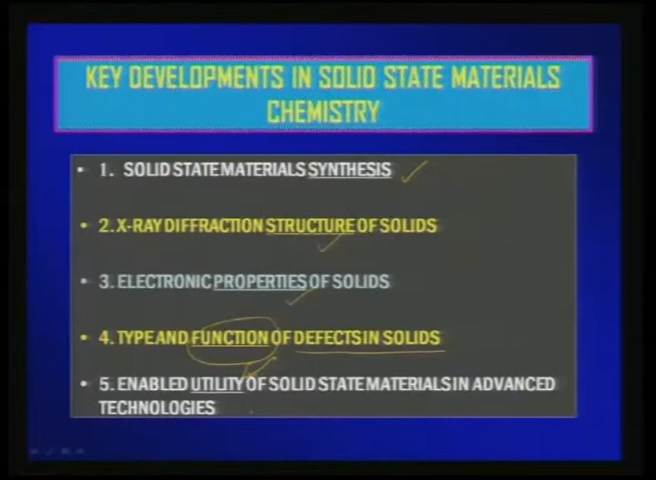 KEY DEVELOPMENTS IN SOLID STATE MATERIALS
CHEMISTRY
• 1. SOLID STATE MATERIALS SYNTHESIS
• 2. X-RAY DIFFRACTION STRUCTURE OF SOLIDS
• 3. ELECTRONIC PROPERTIES OF SOLIDS
• 4. TYPE AND FUNCTION OF DEFECTS IN SOLIDS
• 5. ENABLED UTILITY OF SOLID STATE MATERIALS IN ADVANCED
TECHNOLOGIES